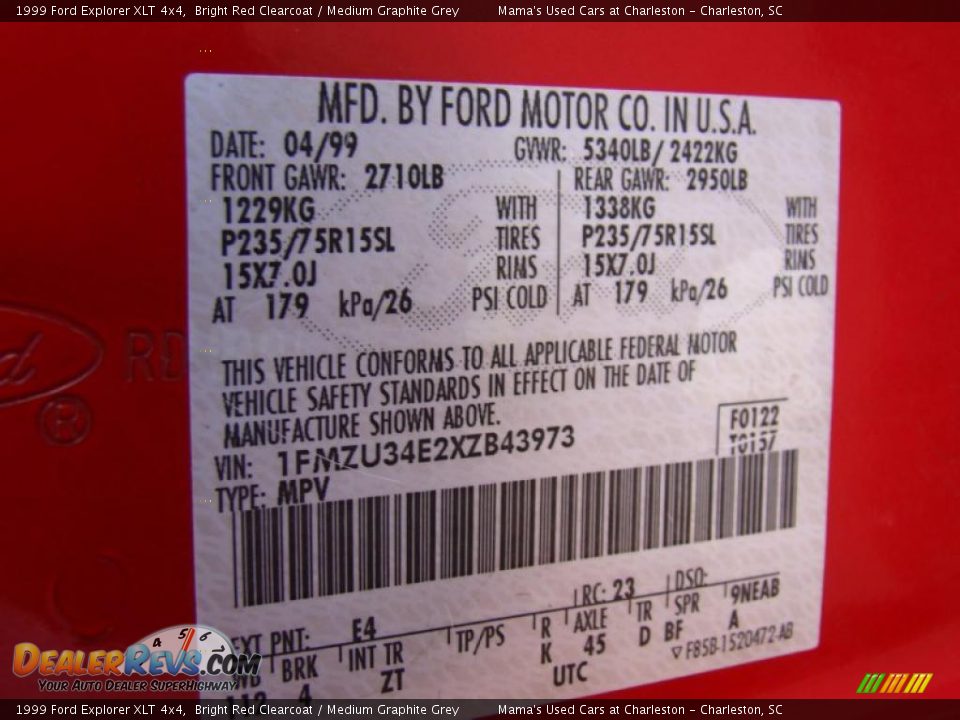 1999 Ford Explorer XLT 4x4, Bright Red Clearcoat / Medium Graphite Grey Mama's Used Cars at Charleston - Charleston, SC
MFD. BY FORD MOTOR CO. IN U.S.A.
DATE: 04/99 GVWR: 5340LB/ 2422KG
FRONT GAWR: 2710LB REAR GAWR: 2950LB
1229KG WITH 1338KG WITH
P235/75R15SL TIRES P235/75R15SL TIRES
15X7.0J RIMS 15X7.0J RIMS
AT 179 kPa/26 PSI COLD AT 179 kPa/26 PSI COLD
THIS VEHICLE CONFORMS TO ALL APPLICABLE FEDERAL MOTOR
VEHICLE SAFETY STANDARDS IN EFFECT ON THE DATE OF
MANUFACTURE SHOWN ABOVE.
F0122
T0157
VIN: 1FMZU34E2XZB43973
TYPE: MPV
EXT PNT: E4 RC: 23 DSO:
BRK INT TR TP/PS R AXLE TR SPR 9NEAB
4 ZT K 45 D BF A
UTC ▽F85B-1520472-AB
RD
®
4 5 6
DEALERREVS.COM
Your Auto Dealer SuperHighway
1999 Ford Explorer XLT 4x4, Bright Red Clearcoat / Medium Graphite Grey Mama's Used Cars at Charleston - Charleston, SC